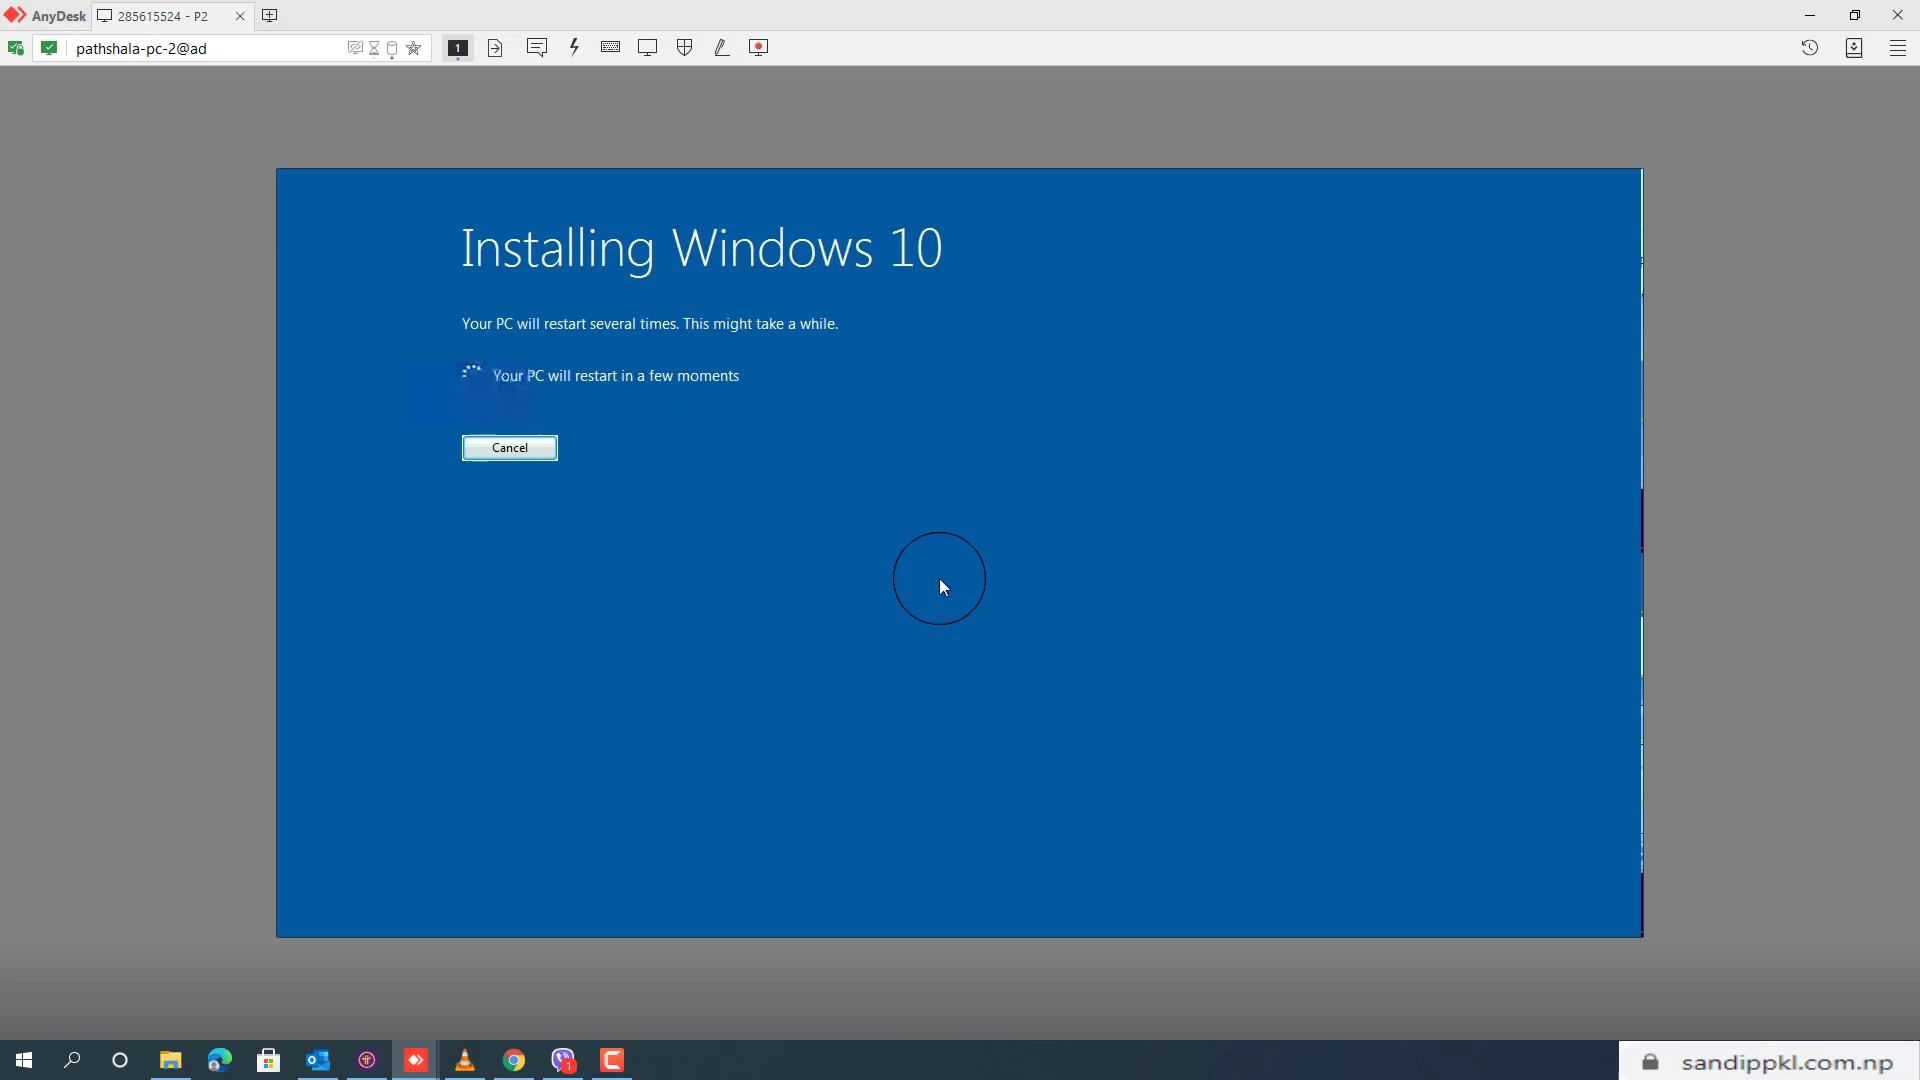 AnyDesk
285615524 - P2
pathshala-pc-2@ad
1
Installing Windows 10
Your PC will restart several times. This might take a while.
Your PC will restart in a few moments
Cancel
1
sandippkl.com.np